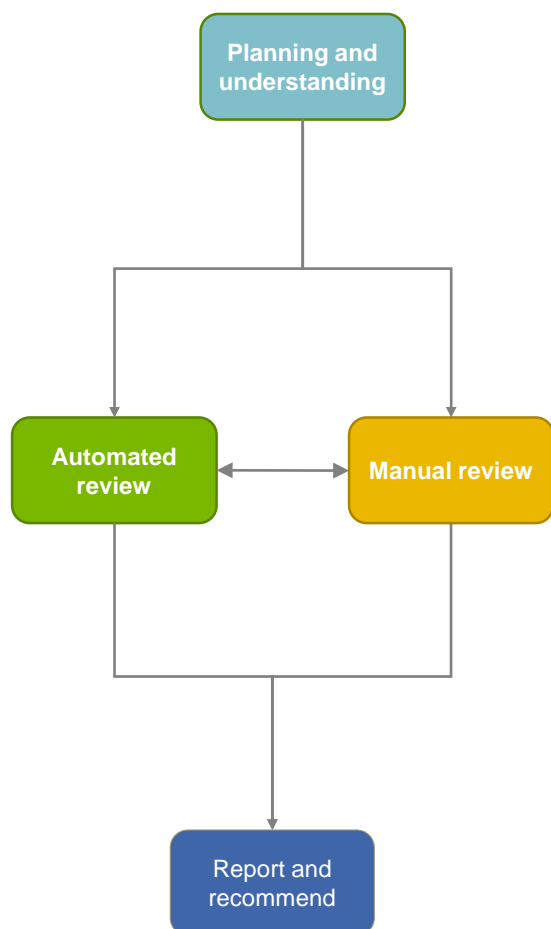 Planning and
understanding
Automated
review
Manual review
Report and
recommend